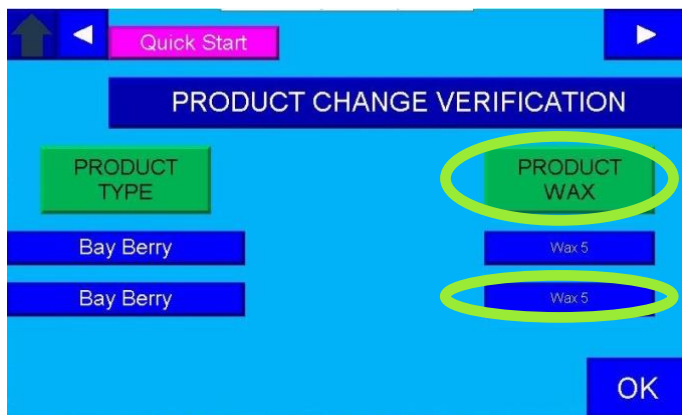 Quick Start
PRODUCT CHANGE VERIFICATION
PRODUCT
TYPE
PRODUCT
WAX
Bay Berry
Wax 5
Bay Berry
Wax 5
OK